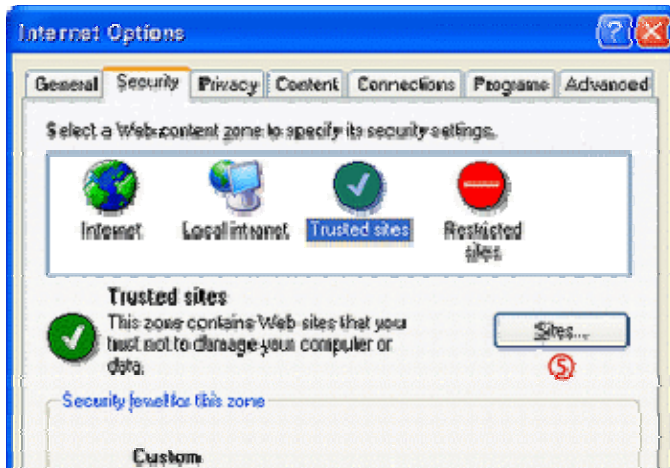 Internet Options
General Security Privacy Content Connections Programs Advanced
Select a Web content zone to specify its security settings.
Internet Local intranet Trusted sites Restricted sites
Trusted sites
This zone contains Web sites that you
trust not to damage your computer or
data.
Sites...
5
Security level for this zone
Custom